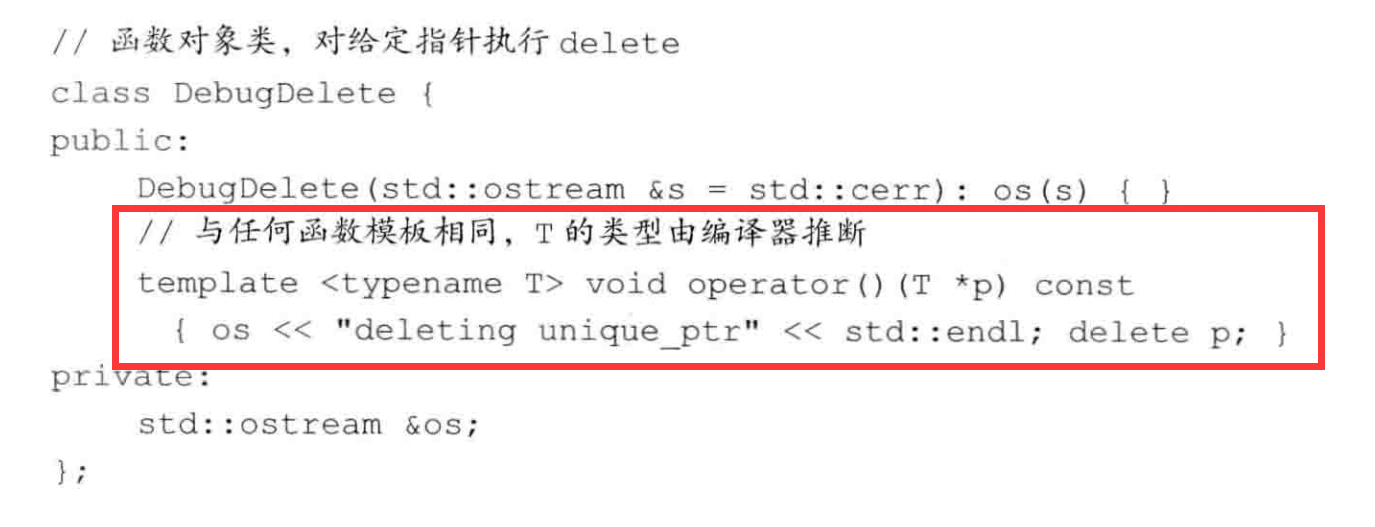 // 函数对象类，对给定指针执行 delete
class DebugDelete {
public:
    DebugDelete(std::ostream &s = std::cerr): os(s) { }
    // 与任何函数模板相同，T 的类型由编译器推断
    template <typename T> void operator()(T *p) const
      { os << "deleting unique_ptr" << std::endl; delete p; }
private:
    std::ostream &os;
};